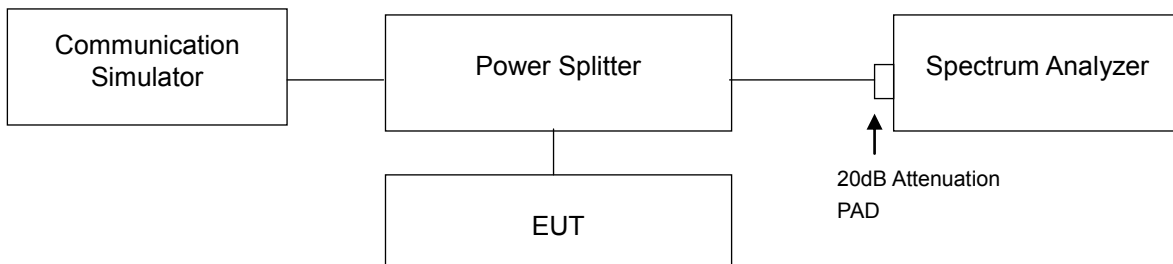 Communication
Simulator
Power Splitter
Spectrum Analyzer
20dB Attenuation
PAD
EUT